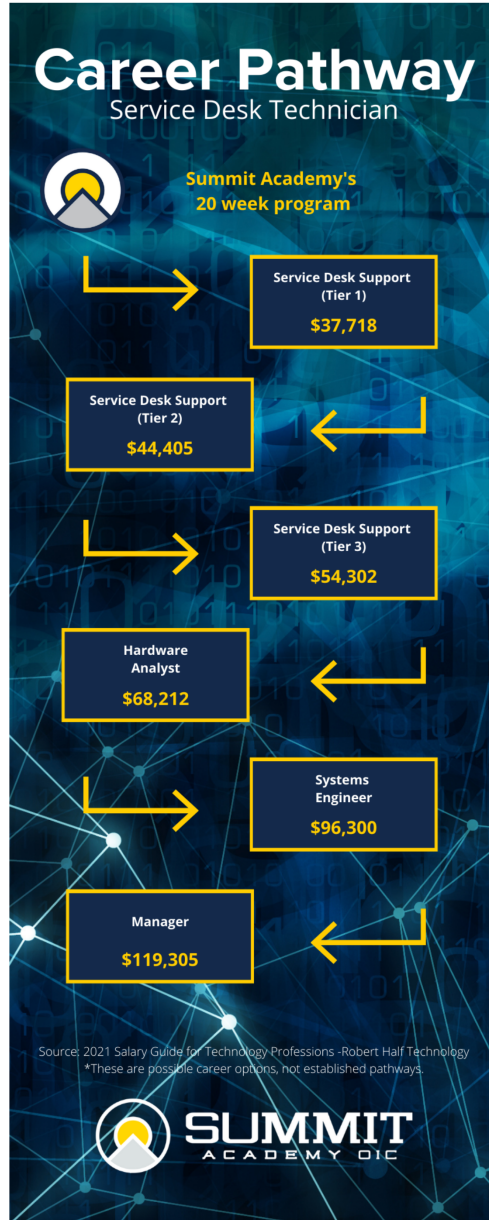 Career Pathway
Service Desk Technician
Summit Academy's
20 week program
Service Desk Support
(Tier 1)
$37,718
Service Desk Support
(Tier 2)
$44,405
Service Desk Support
(Tier 3)
$54,302
Hardware
Analyst
$68,212
Systems
Engineer
$96,300
Manager
$119,305
Source: 2021 Salary Guide for Technology Professions -Robert Half Technology
*These are possible career options, not established pathways.
SUMMIT
ACADEMY OIC